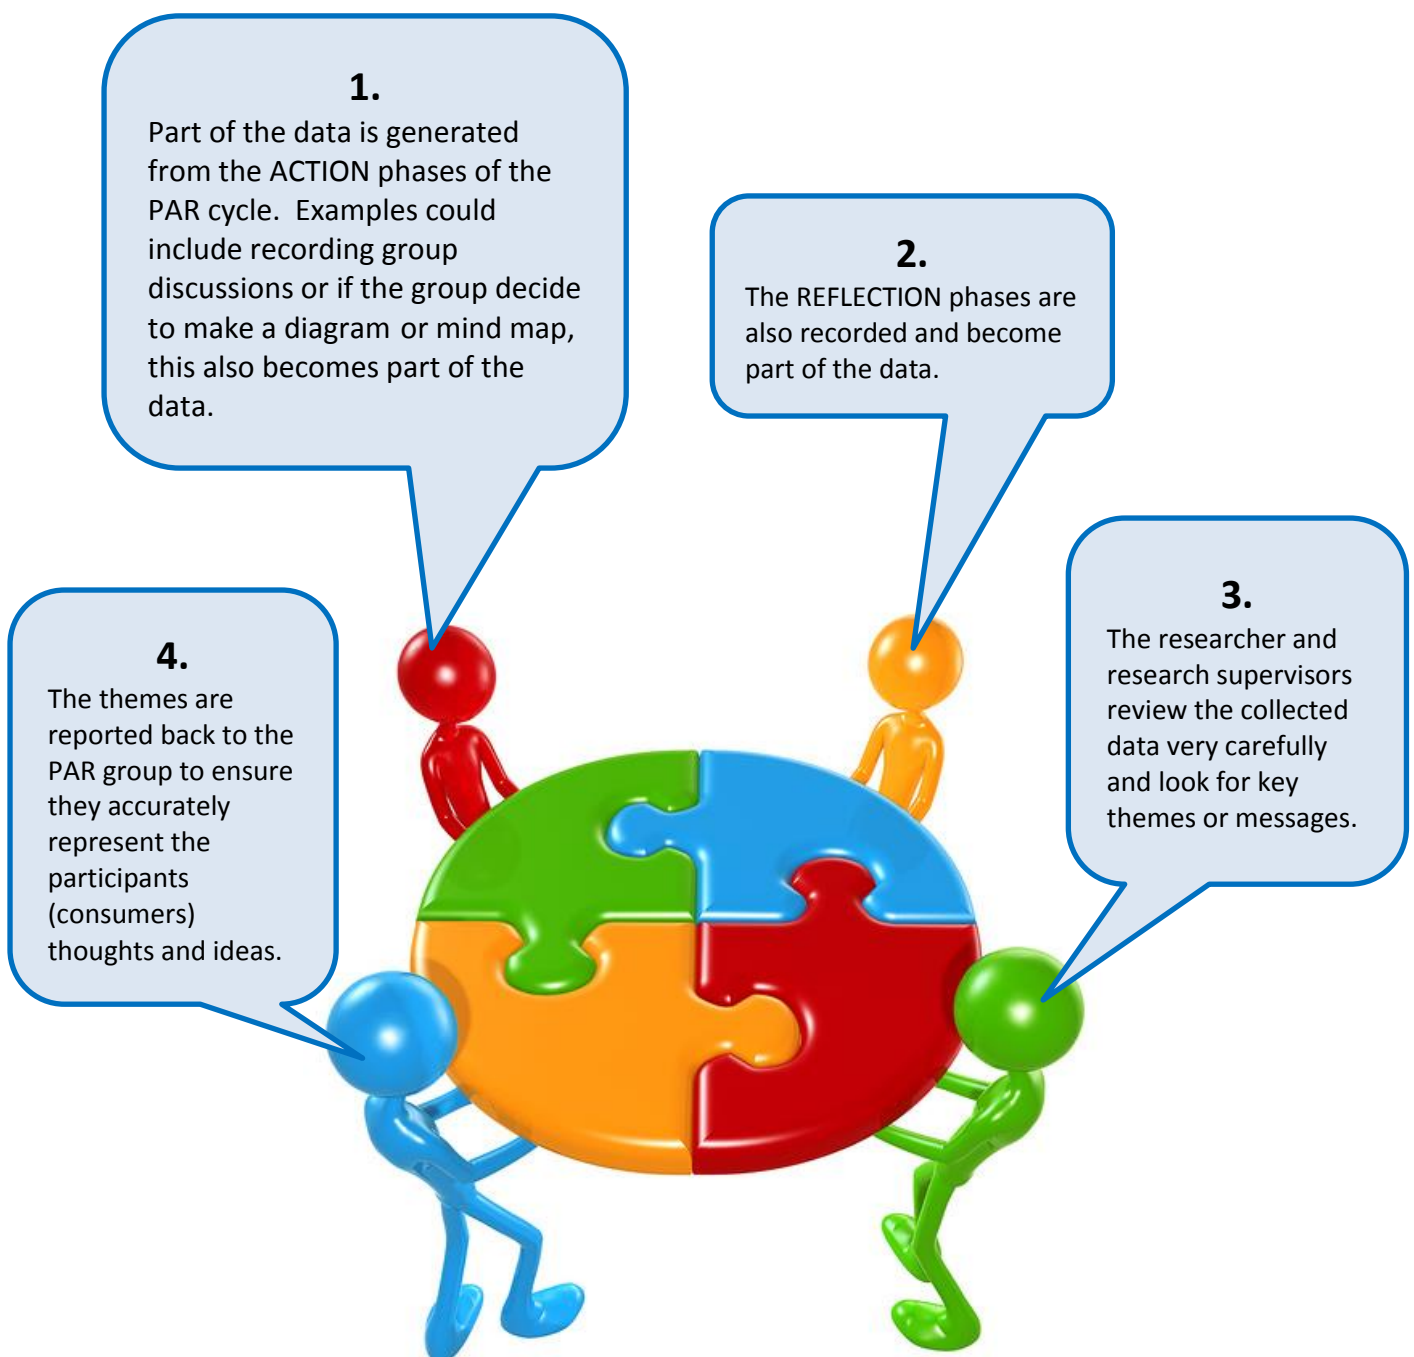 1.
Part of the data is generated
from the ACTION phases of the
PAR cycle.  Examples could
include recording group
discussions or if the group decide
to make a diagram or mind map,
this also becomes part of the
data.
2.
The REFLECTION phases are
also recorded and become
part of the data.
3.
The researcher and
research supervisors
review the collected
data very carefully
and look for key
themes or messages.
4.
The themes are
reported back to the
PAR group to ensure
they accurately
represent the
participants
(consumers)
thoughts and ideas.